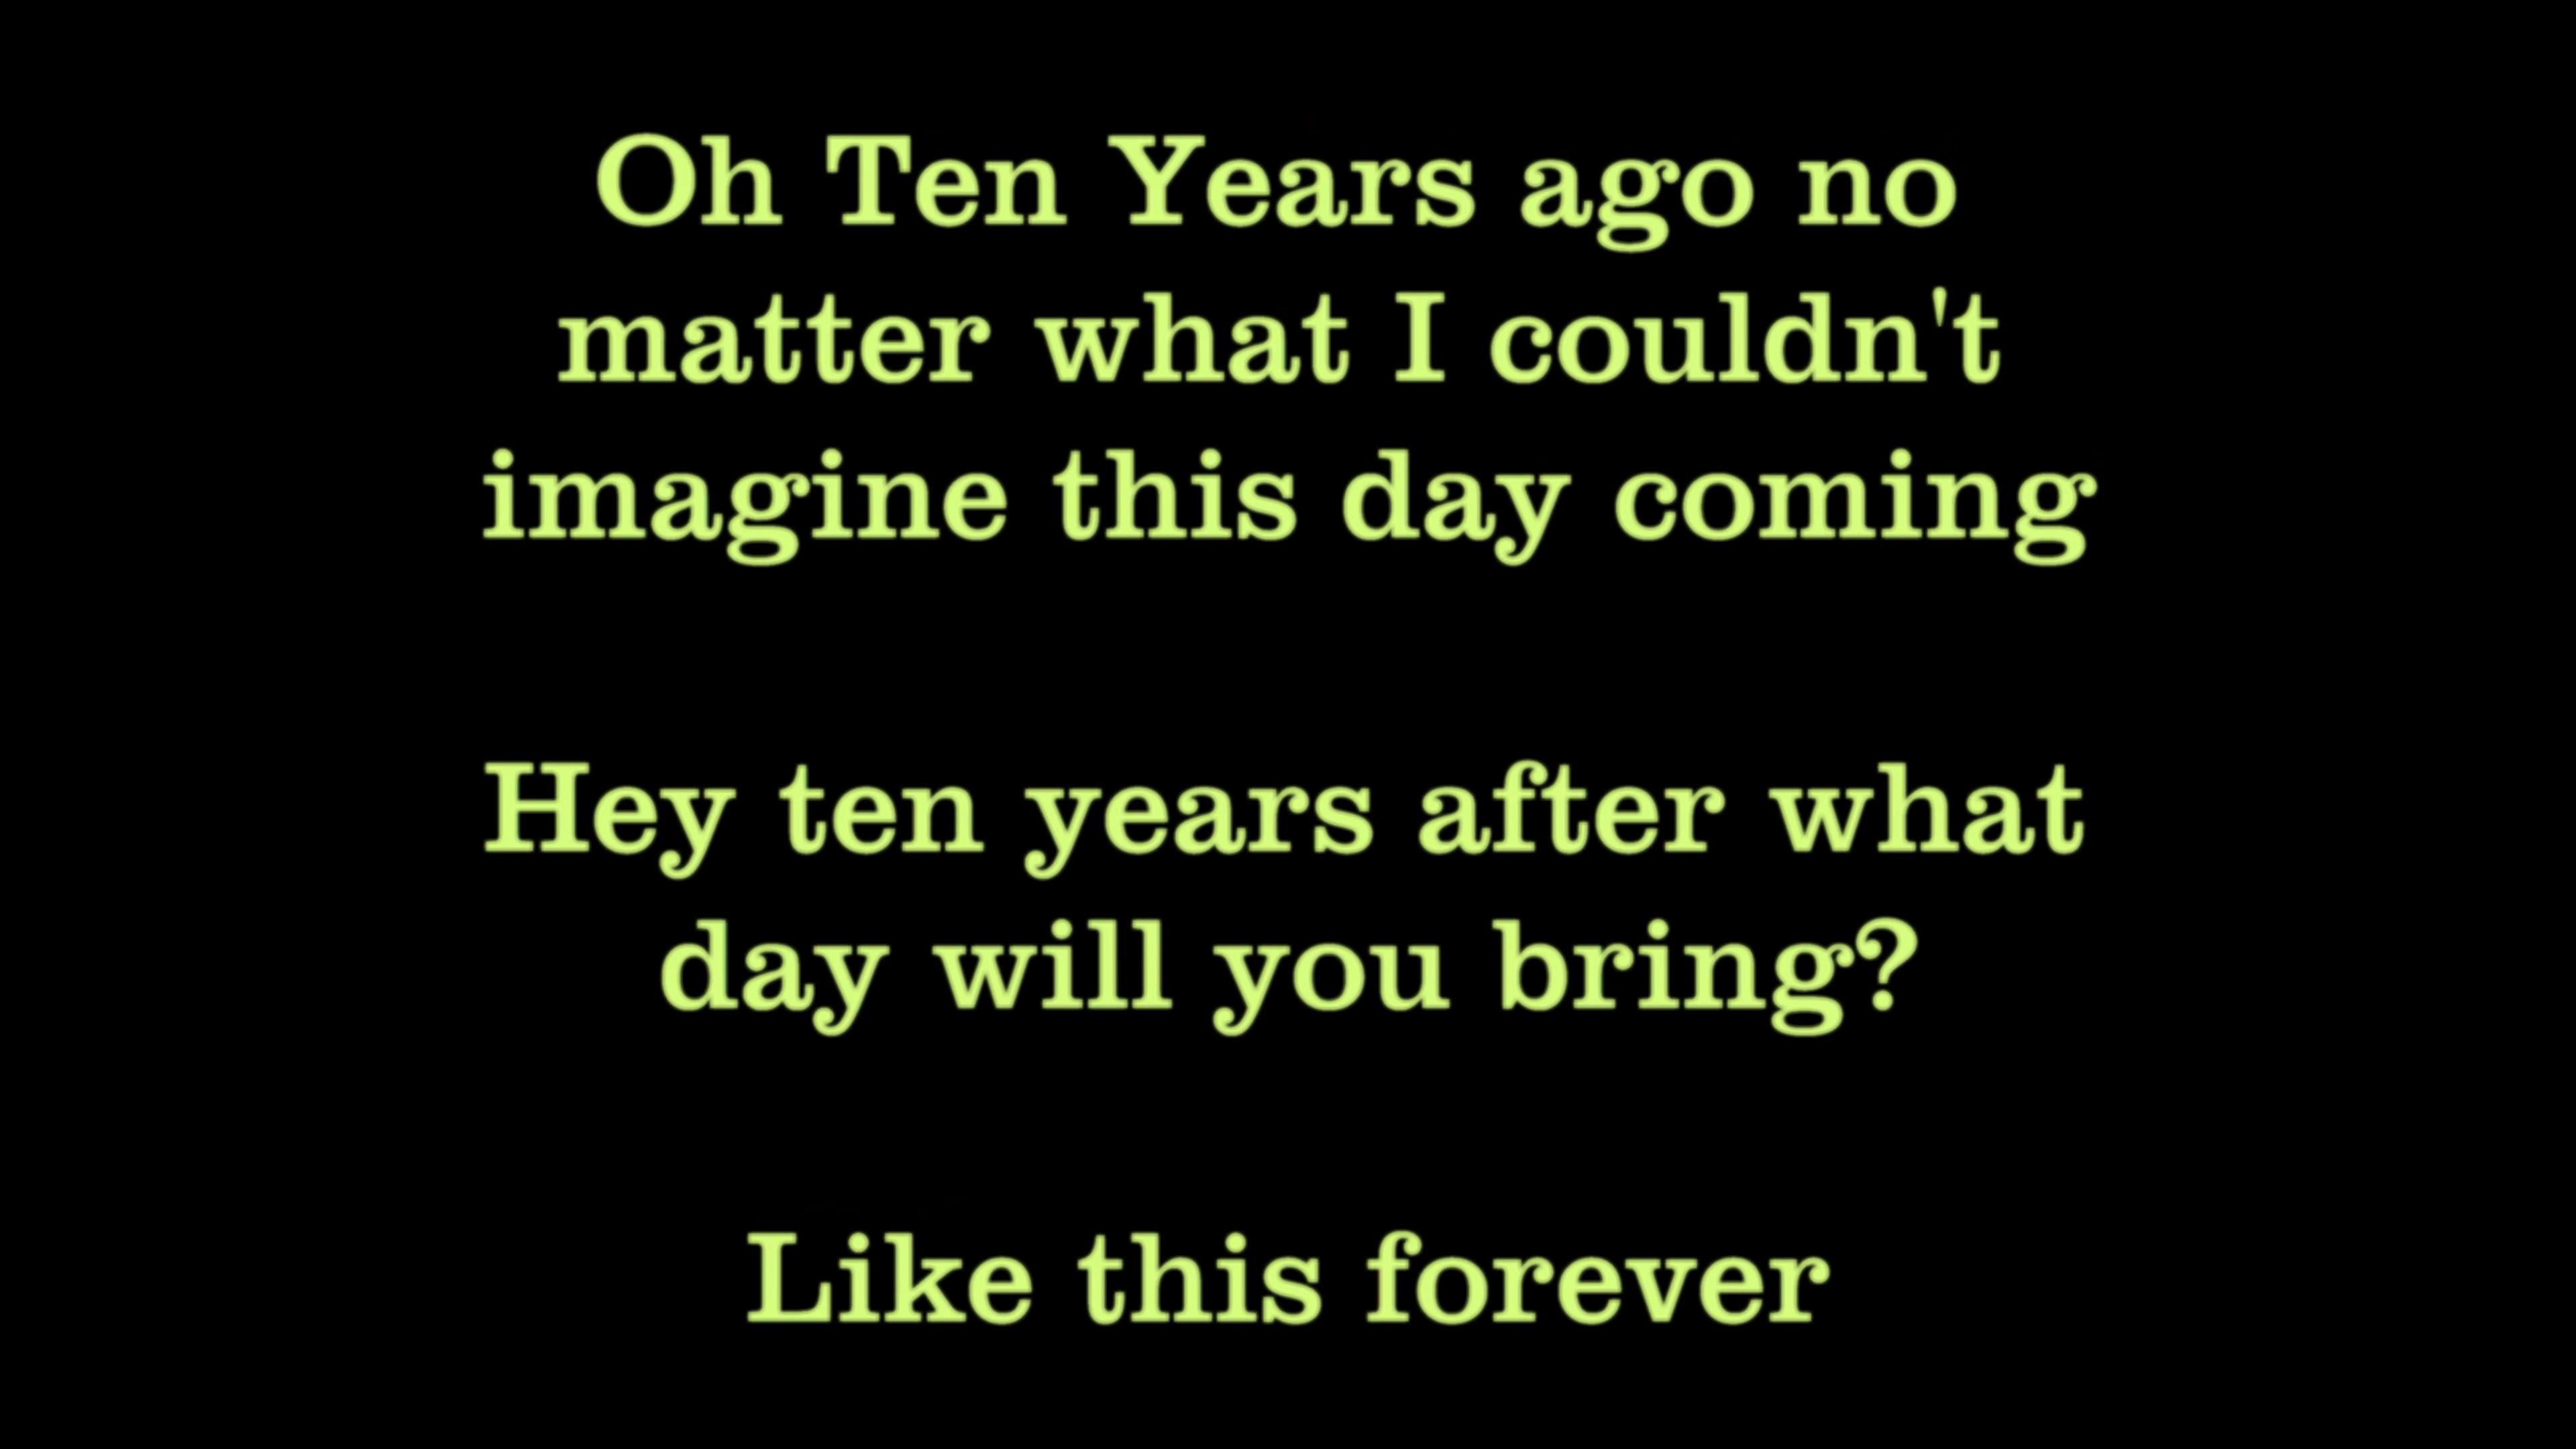 Oh Ten Years ago no
matter what I couldn't
imagine this day coming
Hey ten years after what
day will you bring?
Like this forever